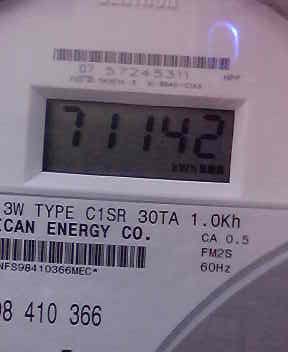 07 57245311
71142
kWh
3W TYPE C1SR 30TA 1.0Kh
ICAN ENERGY CO.
CA 0.5
FM2S
NFS98410366MEC*
60Hz
98 410 366